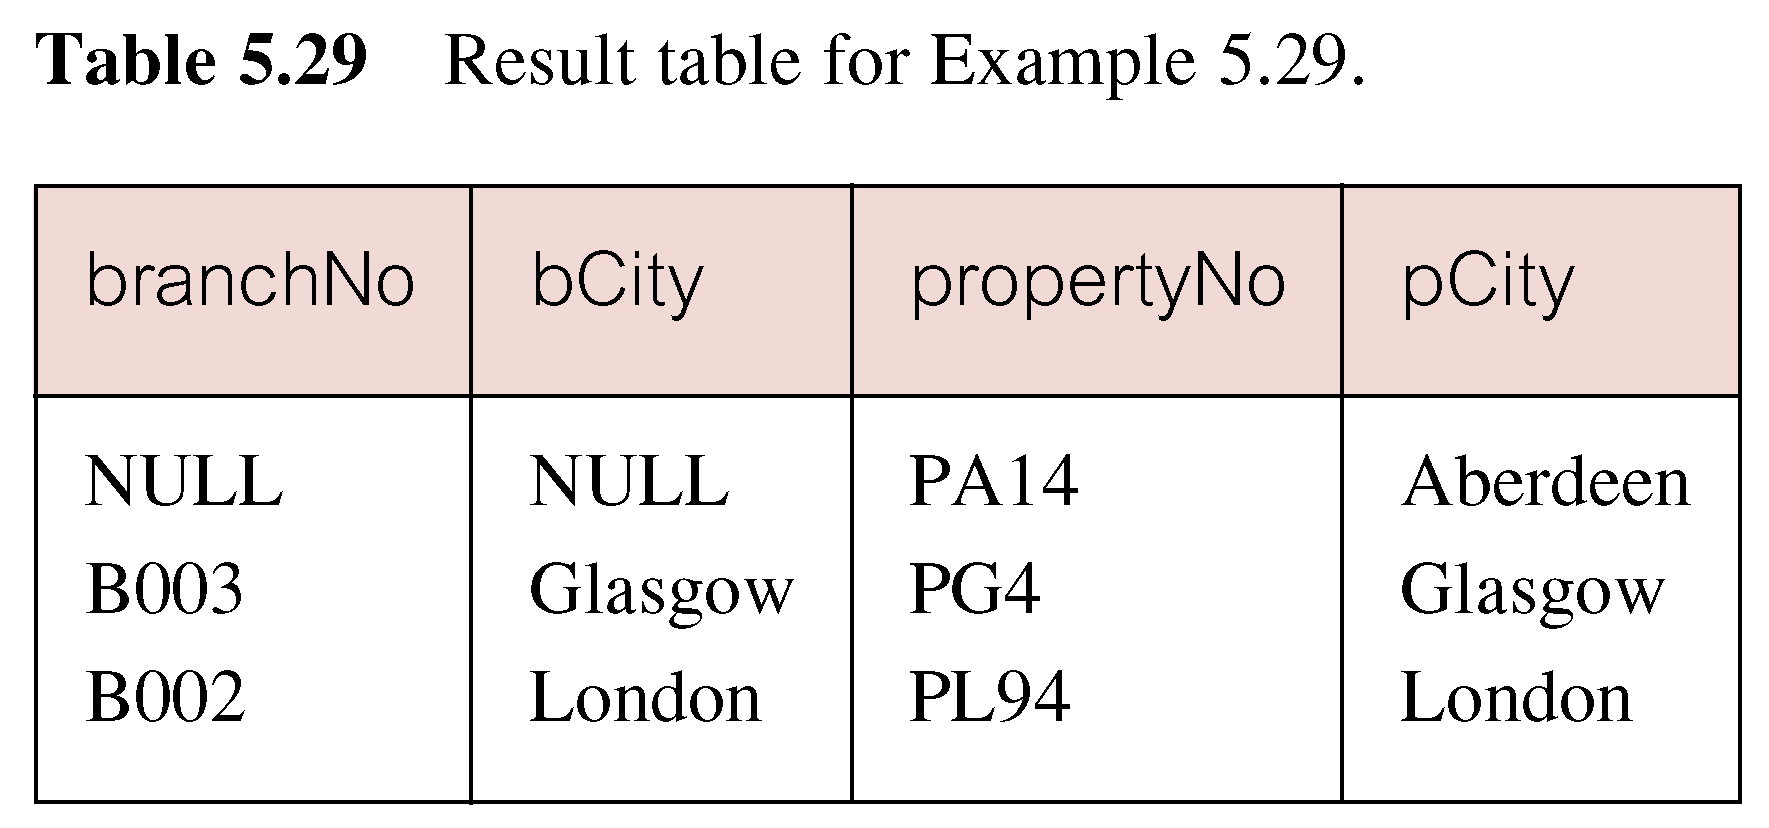 Table 5.29 Result table for Example 5.29.
branchNo bCity propertyNo pCity
NULL NULL PA14 Aberdeen
B003 Glasgow PG4 Glasgow
B002 London PL94 London